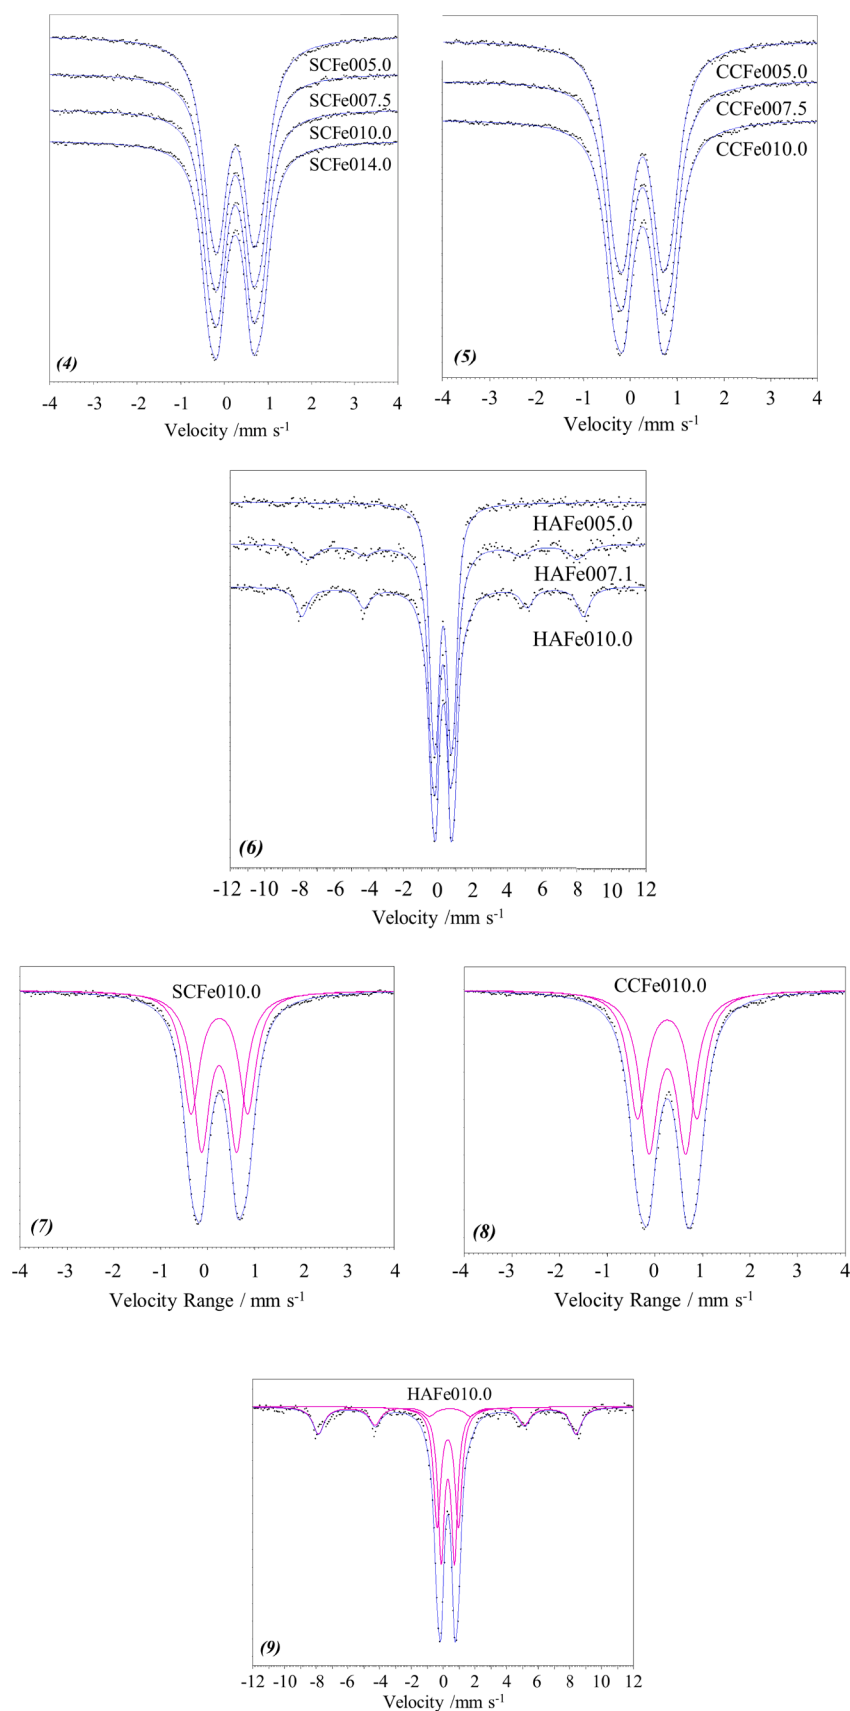 SCFe005.0
SCFe007.5
SCFe010.0
SCFe014.0
(4)
-4 -3 -2 -1 0 1 2 3 4
Velocity /mm s-1
CCFe005.0
CCFe007.5
CCFe010.0
(5)
-4 -3 -2 -1 0 1 2 3 4
Velocity /mm s-1
HAFe005.0
HAFe007.1
HAFe010.0
(6)
-12 -10 -8 -6 -4 -2 0 2 4 6 8 10 12
Velocity /mm s-1
SCFe010.0
(7)
-4 -3 -2 -1 0 1 2 3 4
Velocity Range / mm s-1
CCFe010.0
(8)
-4 -3 -2 -1 0 1 2 3 4
Velocity Range / mm s-1
HAFe010.0
(9)
-12 -10 -8 -6 -4 -2 0 2 4 6 8 10 12
Velocity /mm s-1